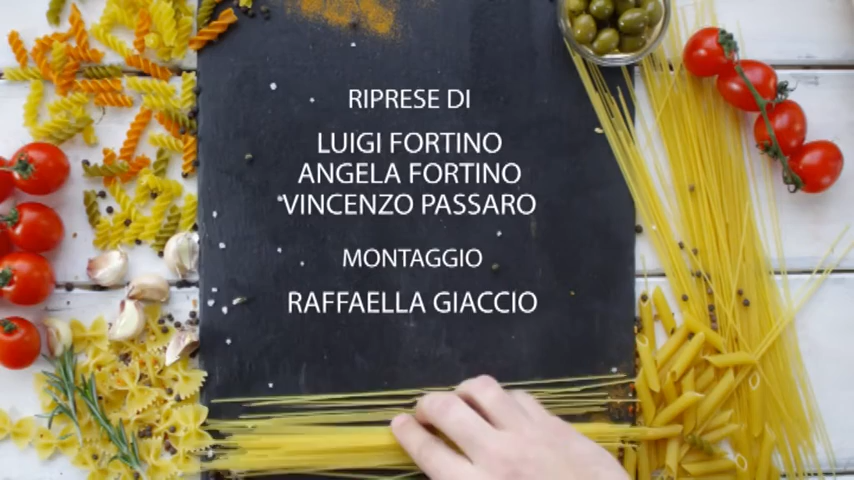 RIPRESE DI
LUIGI FORTINO
ANGELA FORTINO
VINCENZO PASSARO
MONTAGGIO
RAFFAELLA GIACCIO